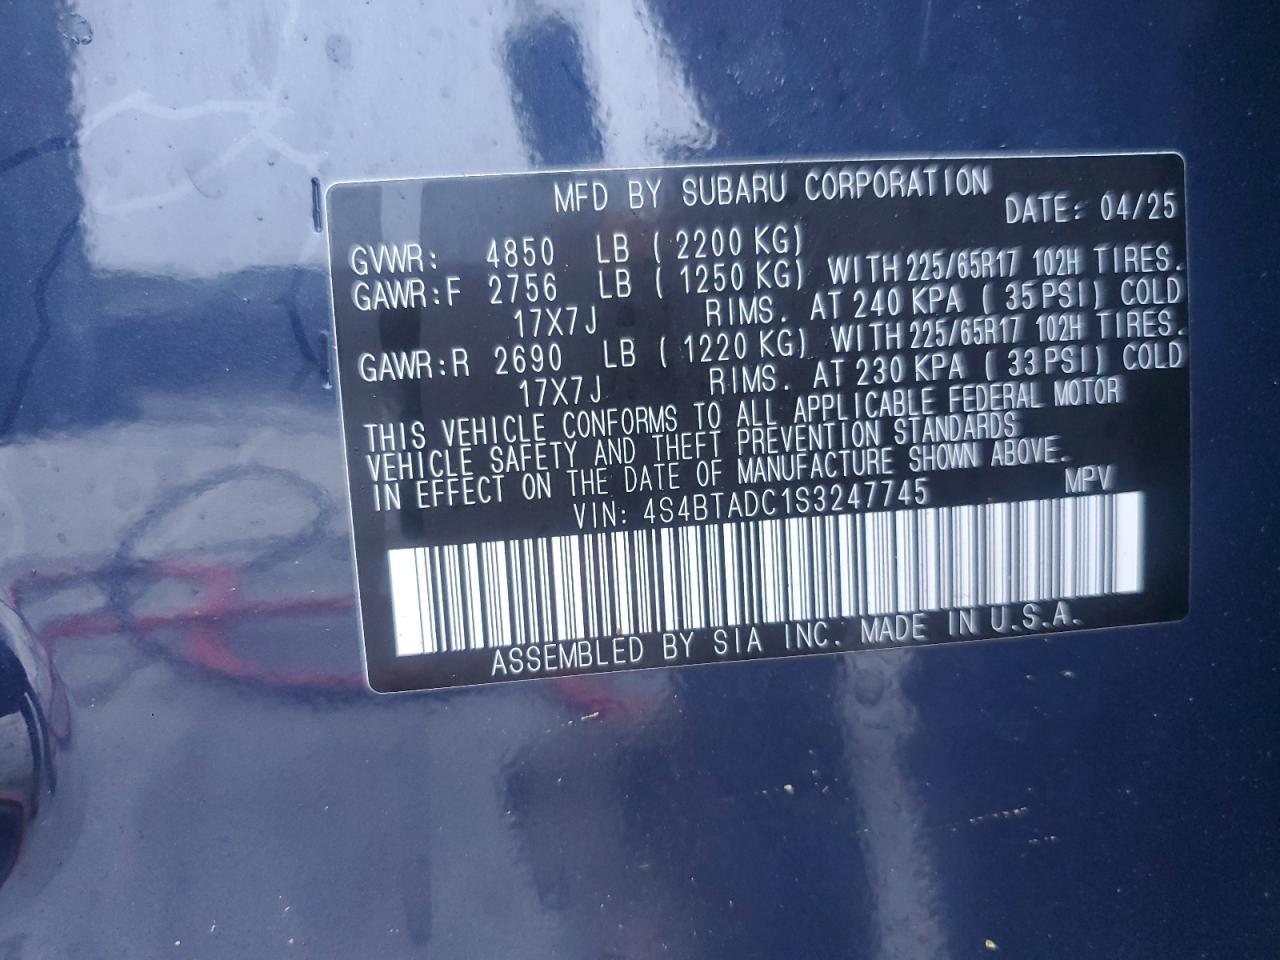 MFD BY SUBARU CORPORATION
DATE: 04/25
GVWR: 4850 LB ( 2200 KG)
GAWR:F 2756 LB ( 1250 KG) WITH 225/65R17 102H TIRES.
17X7J RIMS. AT 240 KPA ( 35 PSI) COLD
GAWR:R 2690 LB ( 1220 KG) WITH 225/65R17 102H TIRES.
17X7J RIMS. AT 230 KPA ( 33 PSI) COLD
THIS VEHICLE CONFORMS TO ALL APPLICABLE FEDERAL MOTOR
VEHICLE SAFETY AND THEFT PREVENTION STANDARDS
IN EFFECT ON THE DATE OF MANUFACTURE SHOWN ABOVE.
VIN: 4S4BTADC1S3247745 MPV
ASSEMBLED BY SIA INC. MADE IN U.S.A.